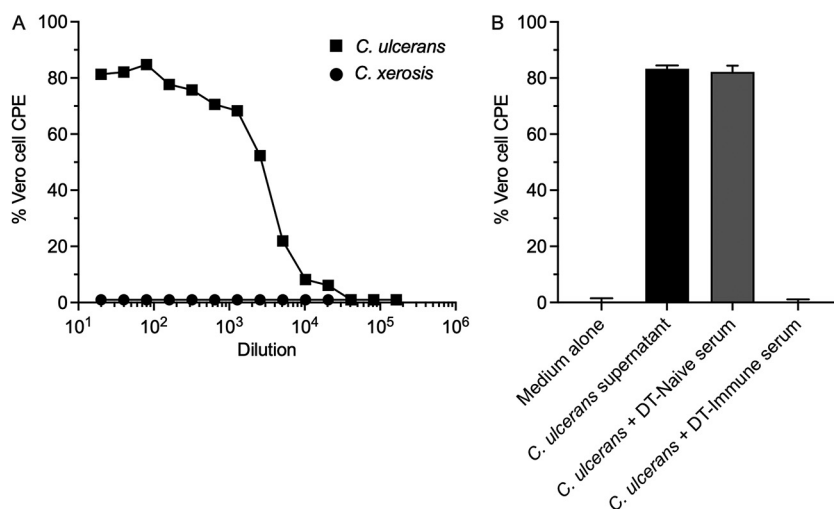 A
% Vero cell CPE
100
80
60
40
20
0
10¹
10²
10³
10⁴
10⁵
10⁶
Dilution
C. ulcerans
C. xerosis
B
% Vero cell CPE
100
80
60
40
20
0
Medium alone
C. ulcerans supernatant
C. ulcerans + DT-Naive serum
C. ulcerans + DT-Immune serum